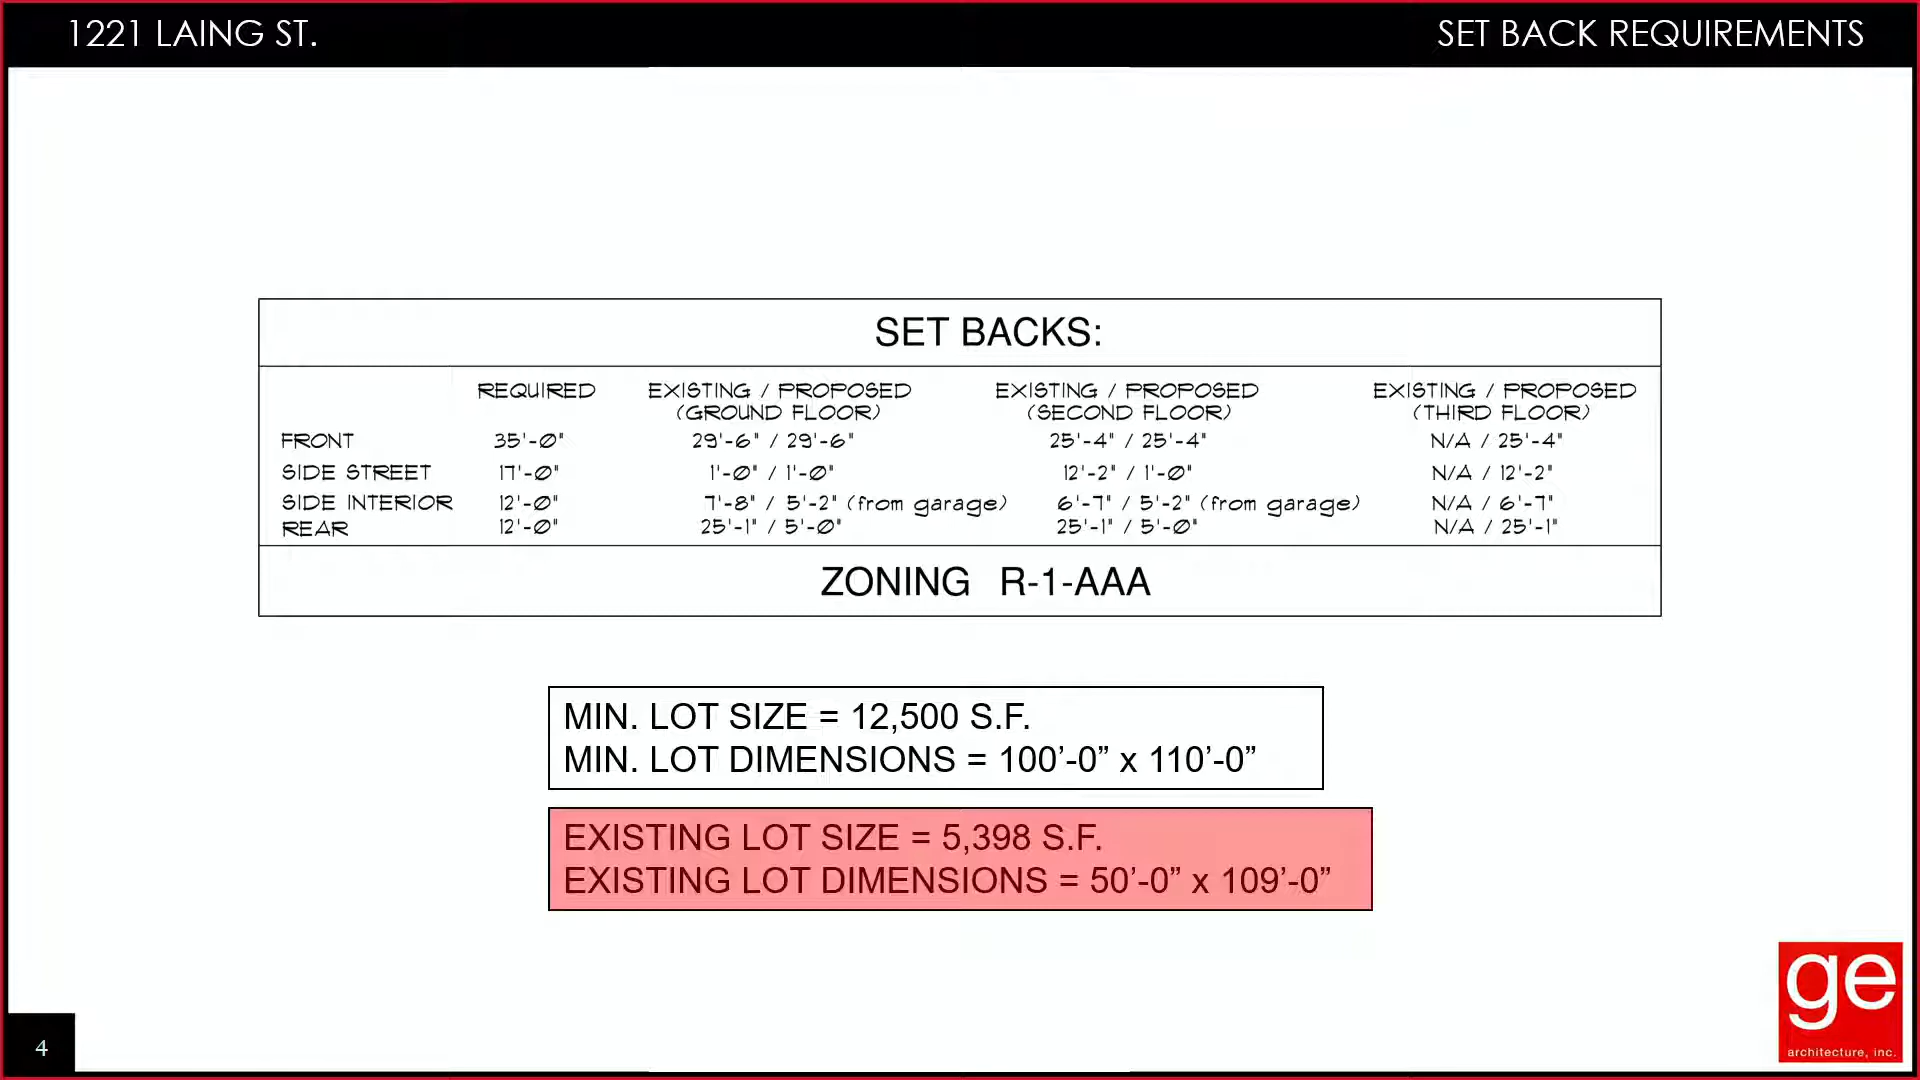 1221 LAING ST.
SET BACK REQUIREMENTS
SET BACKS:
REQUIRED EXISTING / PROPOSED EXISTING / PROPOSED EXISTING / PROPOSED
(GROUND FLOOR) (SECOND FLOOR) (THIRD FLOOR)
FRONT 35'-0" 29'-6" / 29'-6" 25'-4" / 25'-4" N/A / 25'-4"
SIDE STREET 17'-0" 1'-0" / 1'-0" 12'-2" / 1'-0" N/A / 12'-2"
SIDE INTERIOR 12'-0" 7'-8" / 5'-2" (from garage) 6'-7" / 5'-2" (from garage) N/A / 6'-7"
REAR 12'-0" 25'-1" / 5'-0" 25'-1" / 5'-0" N/A / 25'-1"
ZONING R-1-AAA
MIN. LOT SIZE = 12,500 S.F.
MIN. LOT DIMENSIONS = 100’-0” x 110’-0”
EXISTING LOT SIZE = 5,398 S.F.
EXISTING LOT DIMENSIONS = 50’-0” x 109’-0”
ge
architecture, inc.
4